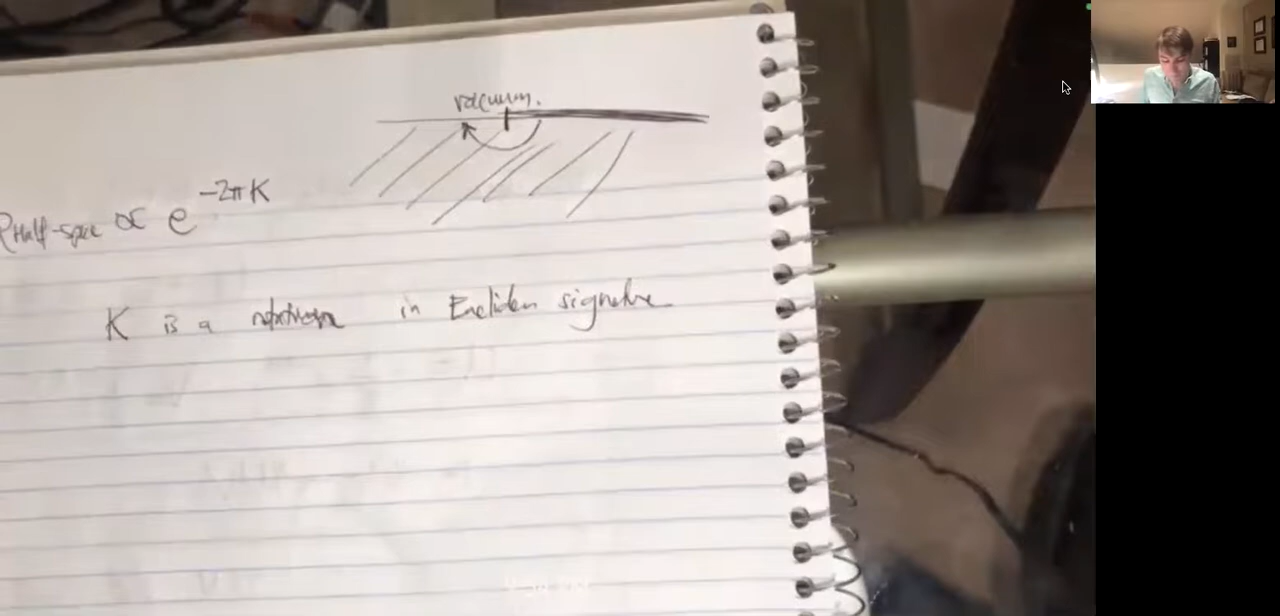 vacuum.
ρHalf-space ∝ e^-2πK
K is a rotation in Euclidean signature